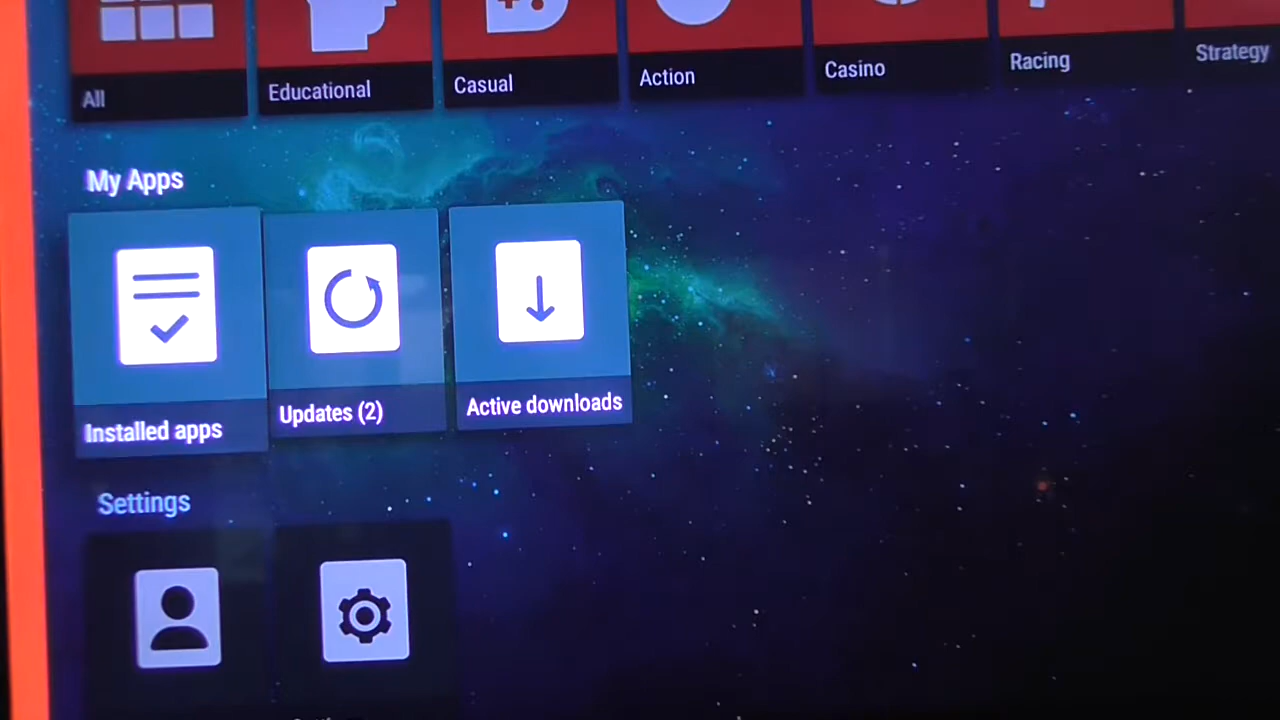 All
Educational
Casual
Action
Casino
Racing
Strategy
My Apps
Installed apps
Updates (2)
Active downloads
Settings